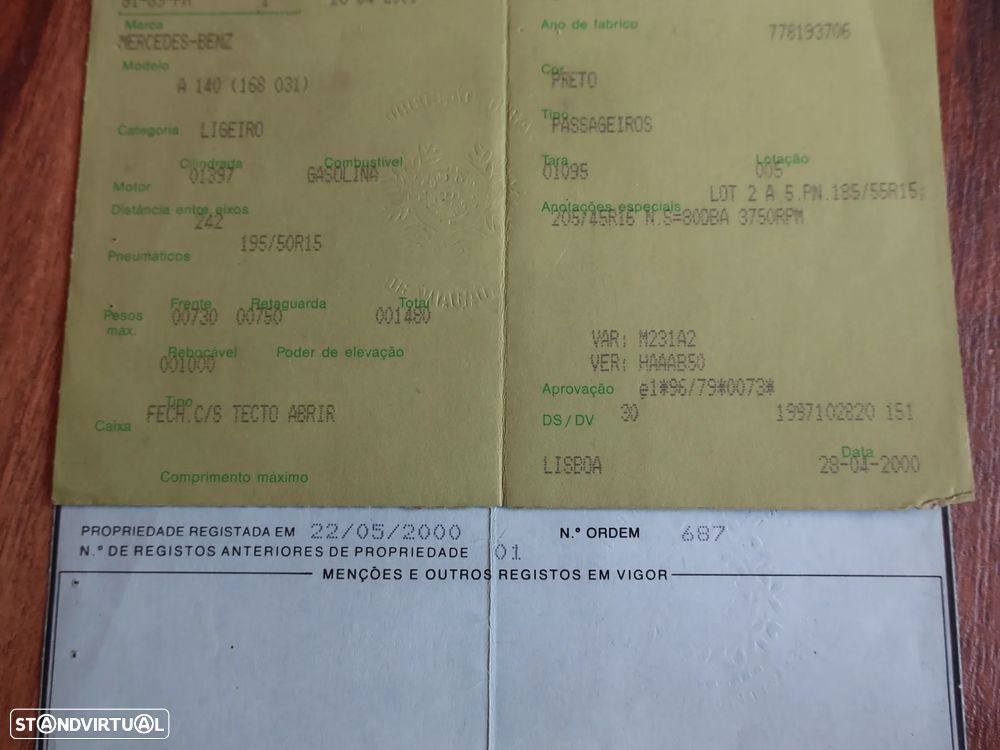 Marca
MERCEDES-BENZ
Modelo
A 140 (168 031)
Categoria LIGEIRO
Cilindrada Combustível
Motor 01397 GASOLINA
Distância entre eixos
242
195/50R15
Pneumáticos
Frente Retaguarda Total
Pesos máx. 00730 00750 001480
Rebocável Poder de elevação
001000
Tipo
Caixa FECH.C/S TECTO ABRIR
Comprimento máximo
Ano de fabrico
778193706
Cor
PRETO
Tipo
PASSAGEIROS
Tara Lotação
01095 005
LOT 2 A 5.PN.185/55R15;
Anotações especiais
205/45R16 N.S=80DBA 3750RPM
VAR: M231A2
VER: HAAAB50
Aprovação e1*96/79*0073*
DS/DV 30 1997102820 151
Data
LISBOA 28-04-2000
PROPRIEDADE REGISTADA EM 22/05/2000 N.º ORDEM 687
N.º DE REGISTOS ANTERIORES DE PROPRIEDADE 01
MENÇÕES E OUTROS REGISTOS EM VIGOR
STANDVIRTUAL